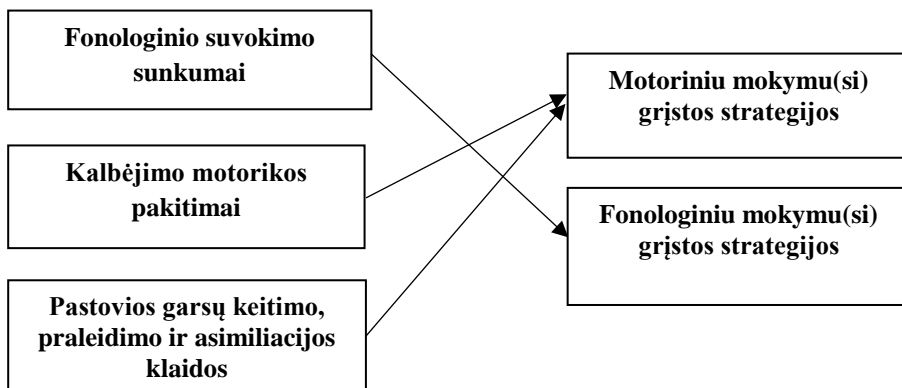 Fonologinio suvokimo
sunkumai
Kalbėjimo motorikos
pakitimai
Pastovios garsų keitimo,
praleidimo ir asimiliacijos
klaidos
Motoriniu mokymu(si)
grįstos strategijos
Fonologiniu mokymu(si)
grįstos strategijos